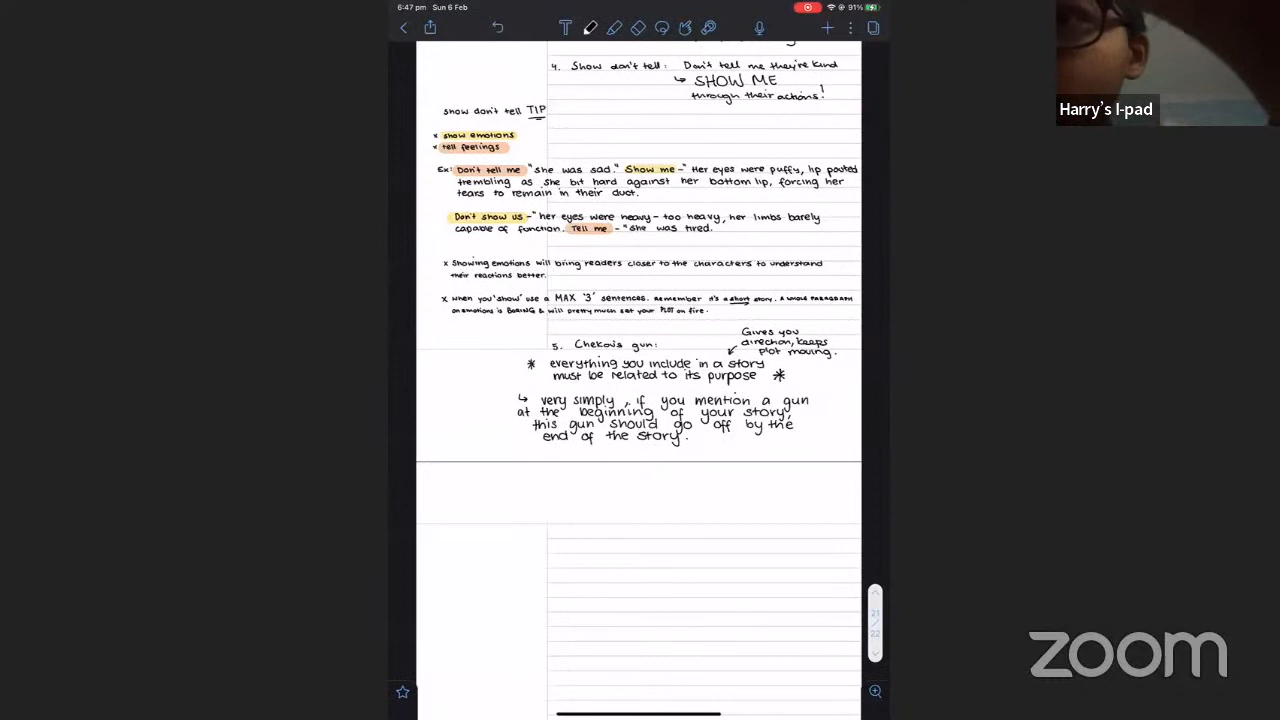 6:47 pm Sun 6 Feb
91%
4. Show don't tell: Don't tell me they're kind
↳ SHOW ME
through their actions!
show don't tell TIP
x show emotions
x tell feelings
Ex: Don't tell me "she was sad." Show me - "Her eyes were puffy, lip pouted
trembling as she bit hard against her bottom lip, forcing her
tears to remain in their duct.
Don't show us - "her eyes were heavy - too heavy, her limbs barely
capable of function. Tell me - "she was tired.
x Showing emotions will bring readers closer to the characters to understand
their reactions better.
x When you 'show' use a MAX '3' sentences. Remember it's a short story. A whole paragraph
on emotions is BORING & will pretty much set your PLOT on fire.
Gives you
direction, keeps
plot moving.
5. Chekov's gun:
* everything you include in a story
must be related to its purpose *
↳ very simply, if you mention a gun
at the beginning of your story,
this gun should go off by the
end of the story.
21
/
22
Harry's I-pad
zoom